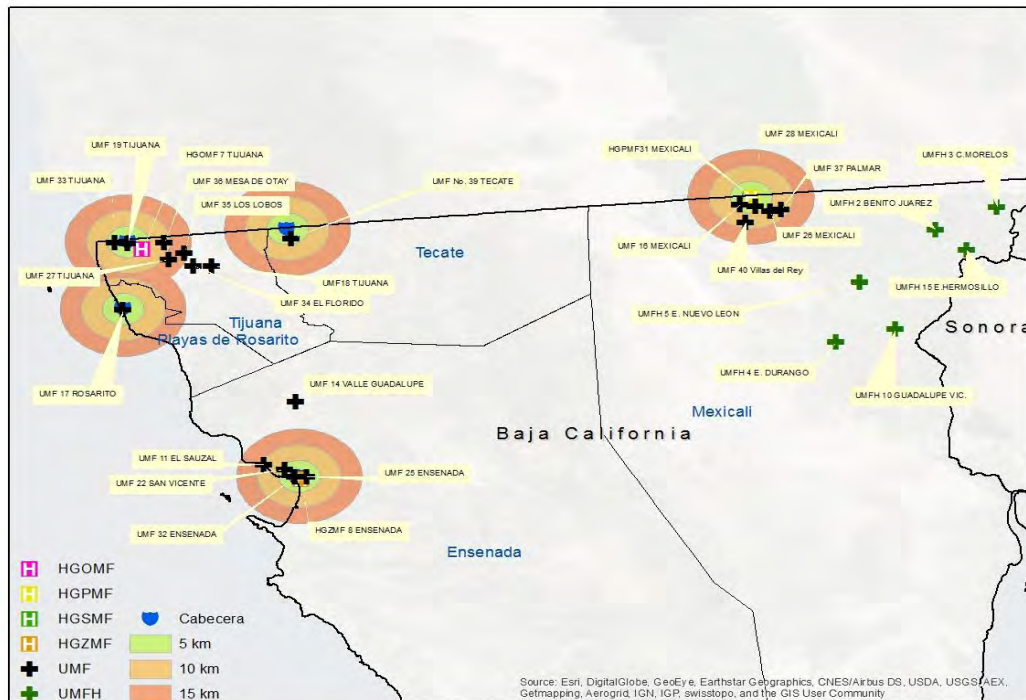 UMF 28 MEXICALI
UMF 19 TIJUANA
HGOMF 7 TIJUANA
HGPMF31 MEXICALI
UMFH 3 C.MORELOS
UMF 33 TIJUANA
UMF 36 MESA DE OTAY
UMF No. 39 TECATE
UMF 37 PALMAR
UMF 35 LOS LOBOS
UMFH 2 BENITO JUAREZ
UMF 16 MEXICALI
UMF 26 MEXICALI
Tecate
UMF 27 TIJUANA
UMF18 TIJUANA
UMF 40 Villas del Rey
UMFH 15 E.HERMOSILLO
UMF 34 EL FLORIDO
UMFH 5 E. NUEVO LEON
Tijuana
Sonora
Playas de Rosarito
UMFH 4 E. DURANGO
UMF 17 ROSARITO
UMF 14 VALLE GUADALUPE
UMFH 10 GUADALUPE VIC.
Mexicali
Baja California
UMF 11 EL SAUZAL
UMF 25 ENSENADA
UMF 22 SAN VICENTE
UMF 32 ENSENADA
HGZMF 8 ENSENADA
Ensenada
H HGOMF
H HGPMF
H HGSMF
Cabecera
H HGZMF
5 km
UMF
10 km
UMFH
15 km
H
Source: Esri, DigitalGlobe, GeoEye, Earthstar Geographics, CNES/Airbus DS, USDA, USGS, AEX,
Getmapping, Aerogrid, IGN, IGP, swisstopo, and the GIS User Community